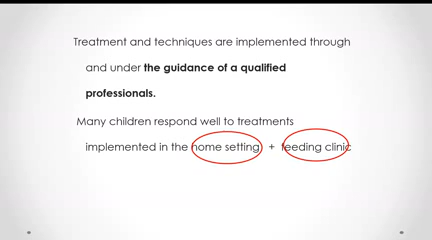 Treatment and techniques are implemented through
and under the guidance of a qualified
professionals.
Many children respond well to treatments
implemented in the home setting + feeding clinic